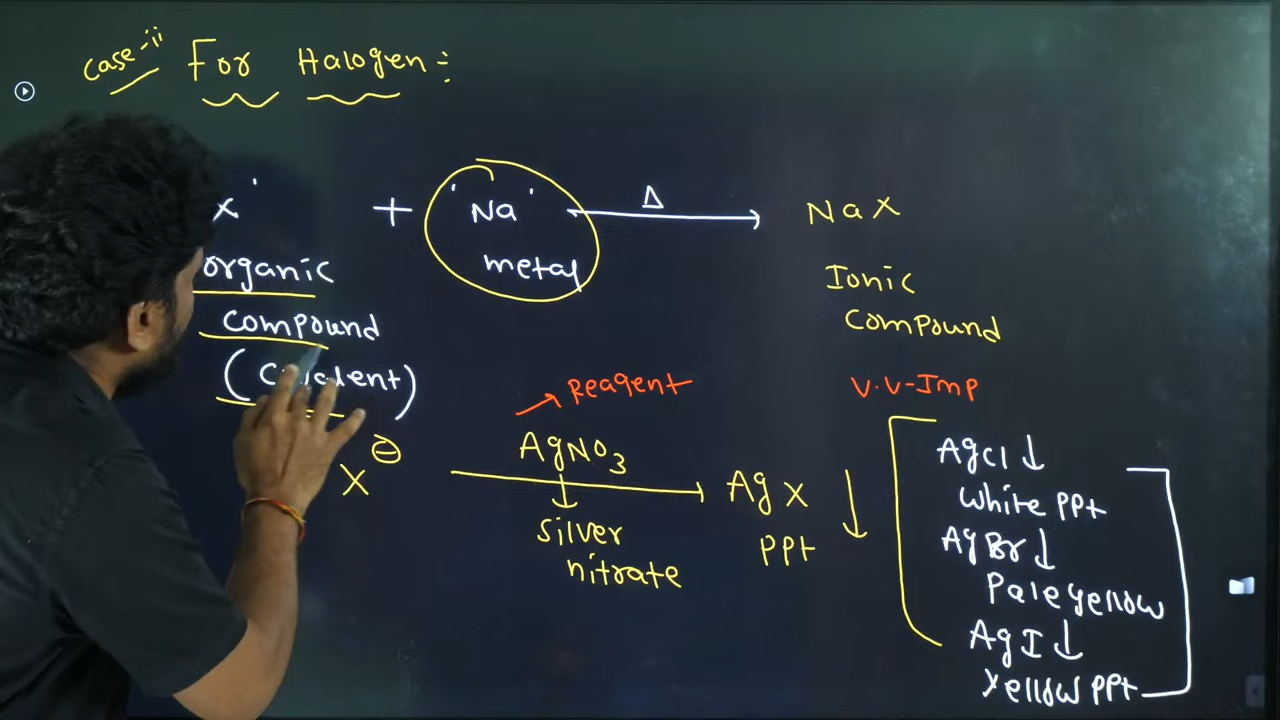 Case-ii For Halogen:
'x' + 'Na' Δ→ NaX
organic metal Ionic
compound compound
(Covalent)
Reagent V.V-Imp
X⊖ AgNO3 → AgX ↓
silver nitrate ppt
AgCl↓
White PPt
AgBr↓
Pale yellow
AgI↓
Yellow PPt